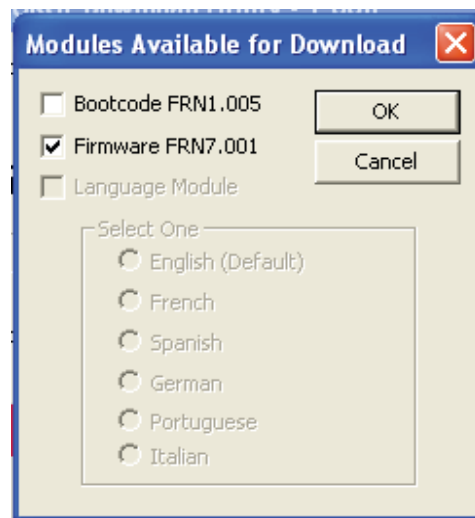 Modules Available for Download
Bootcode FRN1.005
OK
Firmware FRN7.001
Cancel
Language Module
Select One
English (Default)
French
Spanish
German
Portuguese
Italian